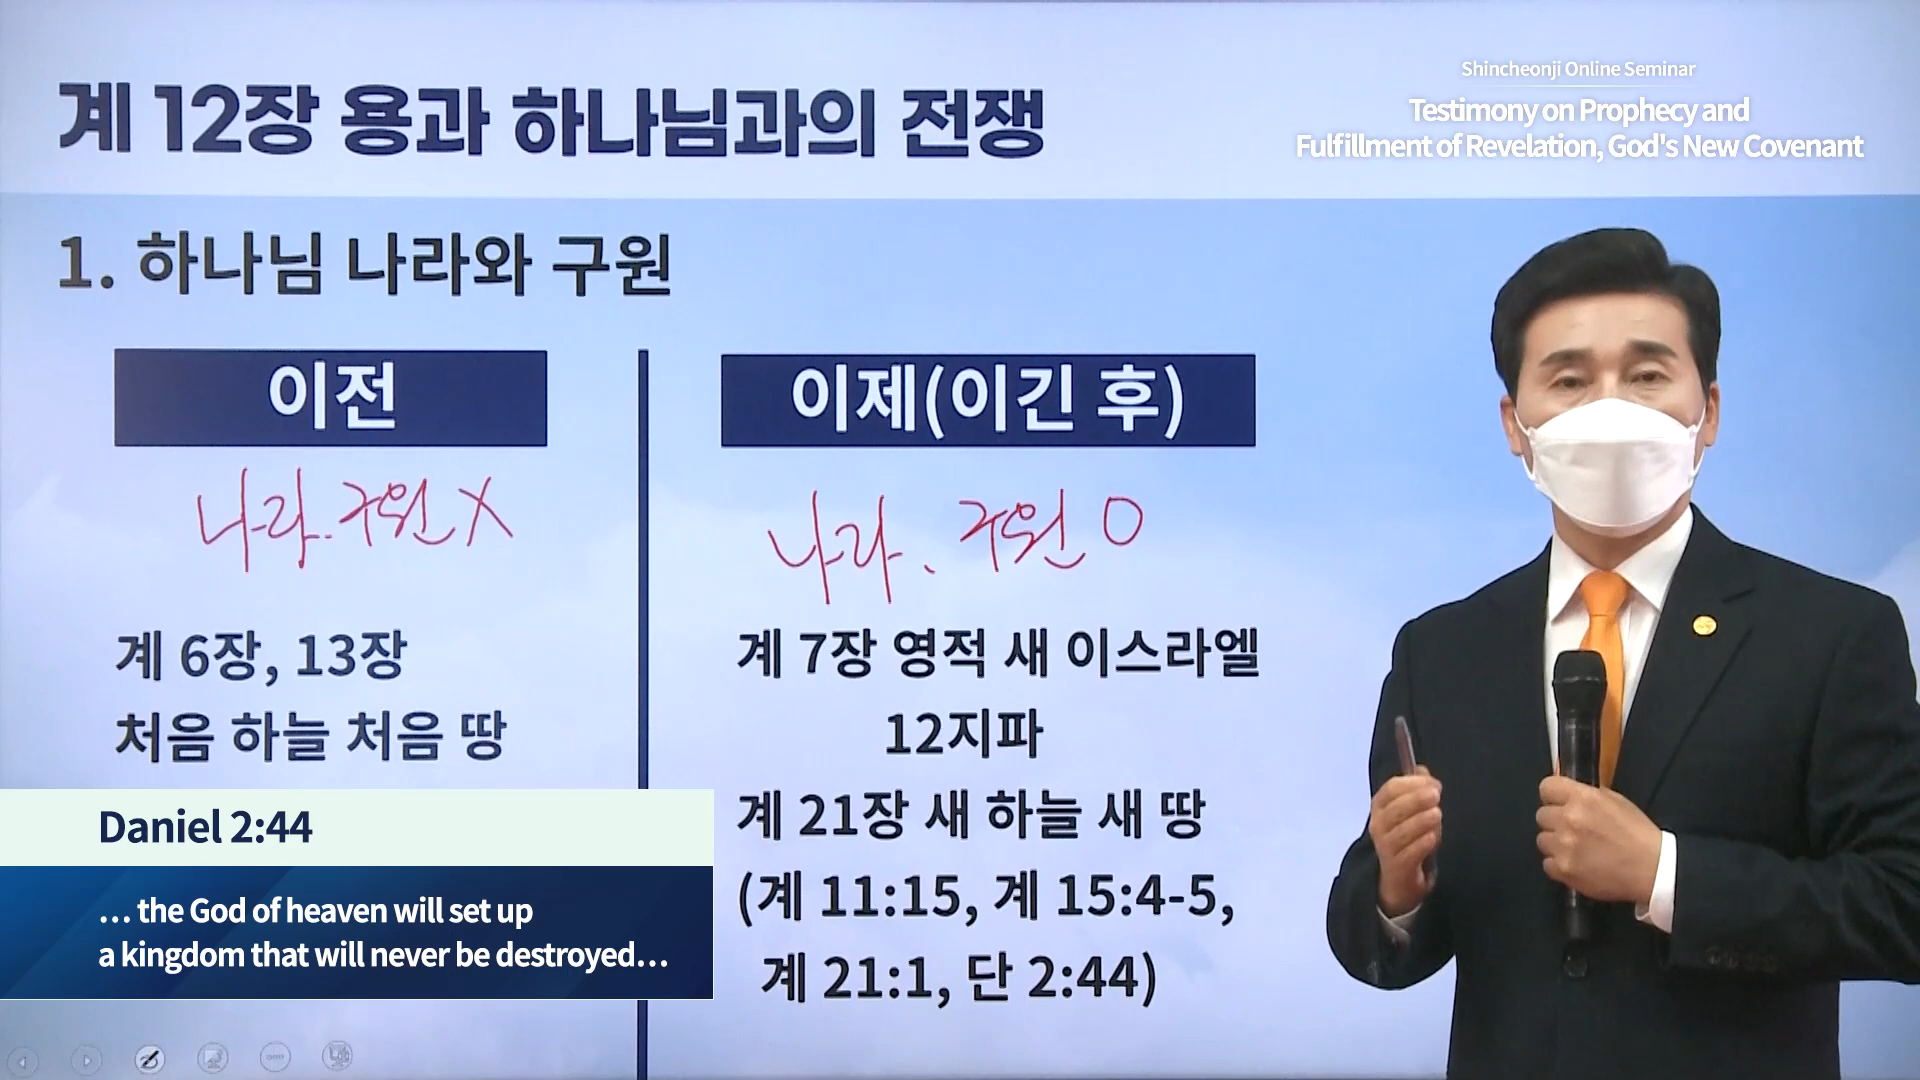 계 12장 용과 하나님과의 전쟁
Shincheonji Online Seminar
Testimony on Prophecy and
Fulfillment of Revelation, God's New Covenant
1. 하나님 나라와 구원
이전
나라.구원 X
계 6장, 13장
처음 하늘 처음 땅
이제(이긴 후)
나라. 구원 O
계 7장 영적 새 이스라엘
12지파
계 21장 새 하늘 새 땅
(계 11:15, 계 15:4-5,
계 21:1, 단 2:44)
Daniel 2:44
… the God of heaven will set up
a kingdom that will never be destroyed…